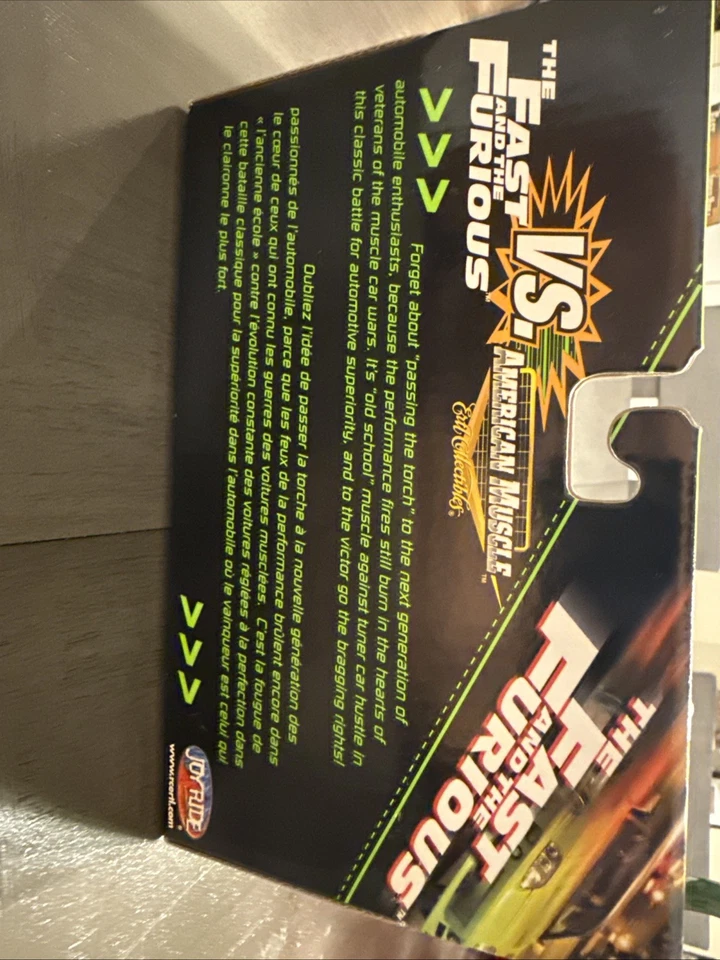 THE
FAST
AND THE
FURIOUS™
VS.
AMERICAN MUSCLE™
Ertl Collectibles®
THE
FAST
AND THE
FURIOUS™
>>>
Forget about "passing the torch" to the next generation of
automobile enthusiasts, because the performance fires still burn in the hearts of
veterans of the muscle car wars. It's "old school" muscle against tuner car hustle in
this classic battle for automotive superiority, and to the victor go the bragging rights!
Oubliez l'idée de passer la torche à la nouvelle génération des
passionnés de l'automobile, parce que les feux de la performance brûlent encore dans
le cœur de ceux qui ont connu les guerres des voitures musclées. C'est la fougue de
« l'ancienne école » contre l'évolution constante des voitures réglées à la perfection dans
cette bataille classique pour la supériorité dans l'automobile où le vainqueur est celui qui
le claironne le plus fort.
>>>
JOY RIDE
www.rcertl.com